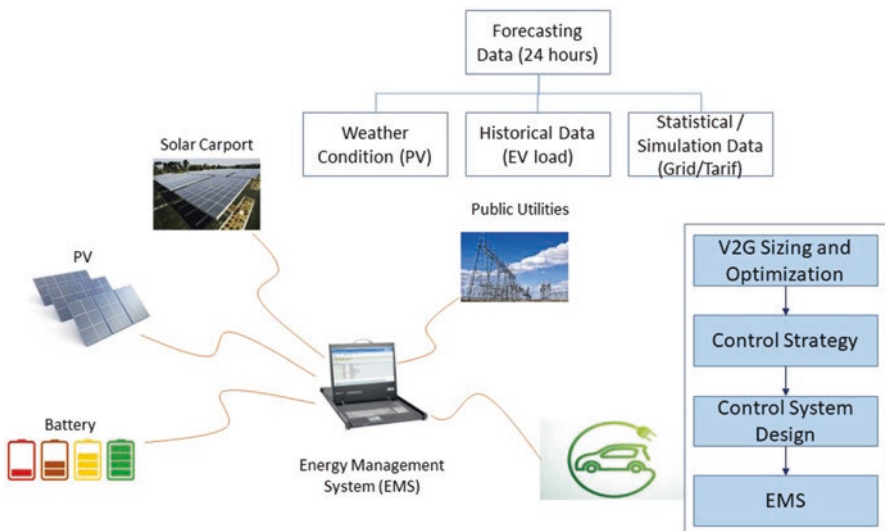 Forecasting
Data (24 hours)
Weather
Condition (PV)
Historical Data
(EV load)
Statistical /
Simulation Data
(Grid/Tarif)
Solar Carport
Public Utilities
PV
Battery
Energy Management
System (EMS)
V2G Sizing and
Optimization
Control Strategy
Control System
Design
EMS